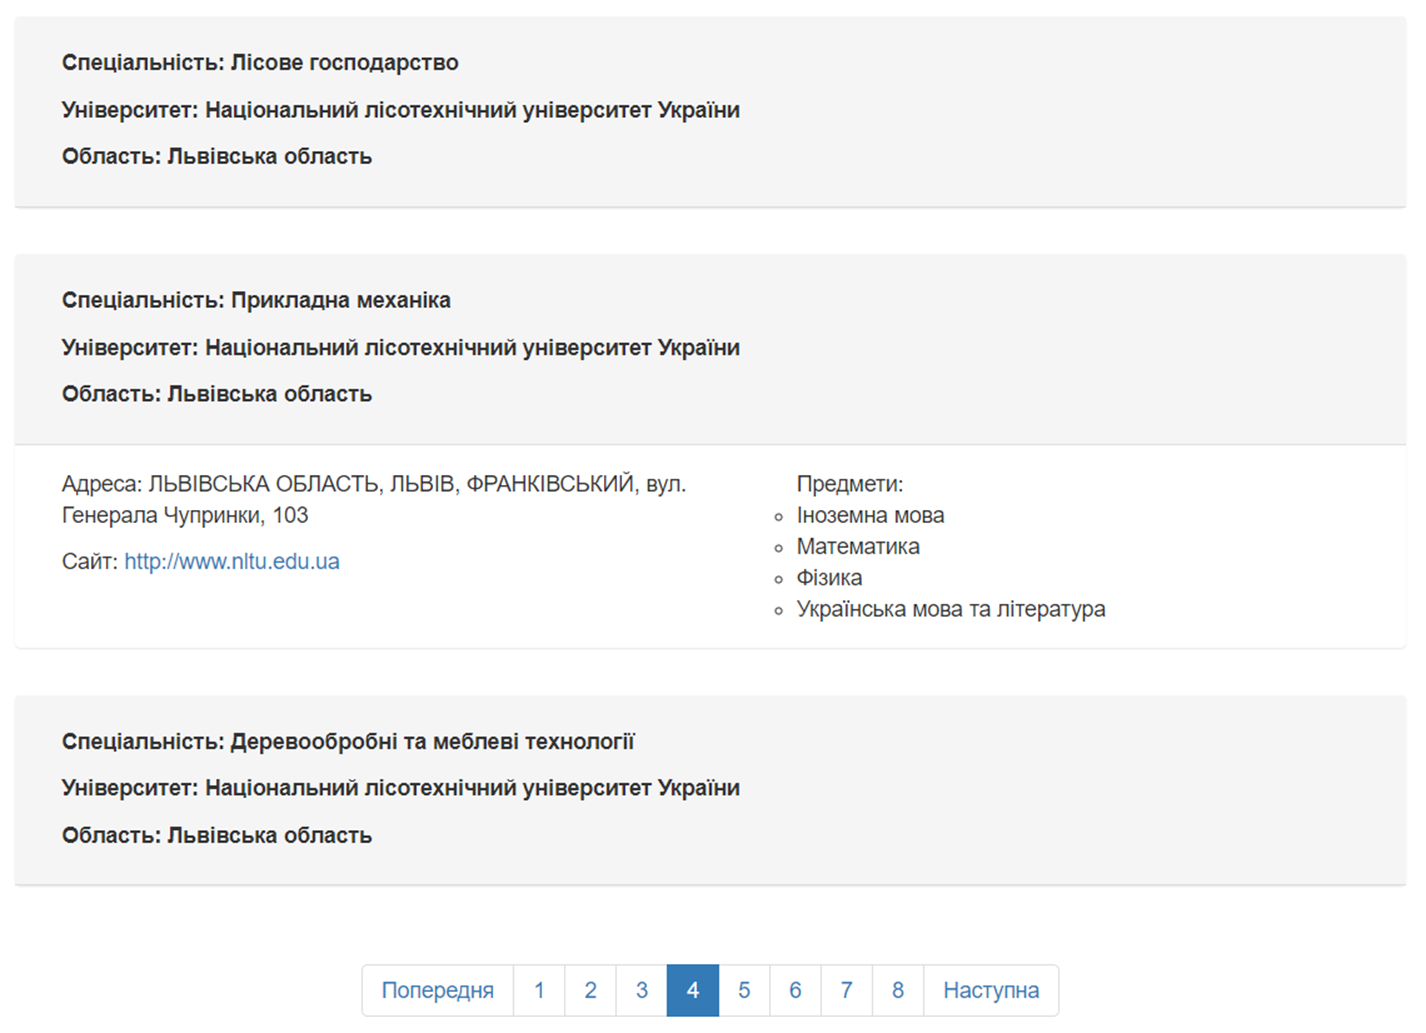 Спеціальність: Лісове господарство
Університет: Національний лісотехнічний університет України
Область: Львівська область
Спеціальність: Прикладна механіка
Університет: Національний лісотехнічний університет України
Область: Львівська область
Адреса: ЛЬВІВСЬКА ОБЛАСТЬ, ЛЬВІВ, ФРАНКІВСЬКИЙ, вул.
Генерала Чупринки, 103
Сайт: http://www.nltu.edu.ua
Предмети:
Іноземна мова
Математика
Фізика
Українська мова та література
Спеціальність: Деревообробні та меблеві технології
Університет: Національний лісотехнічний університет України
Область: Львівська область
Попередня 1 2 3 4 5 6 7 8 Наступна